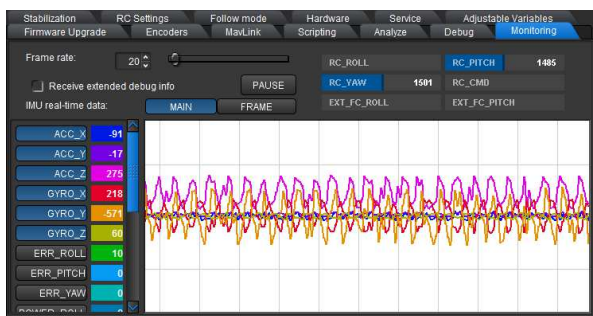 Stabilization RC Settings Follow mode Hardware Service Adjustable Variables
Firmware Upgrade Encoders MavLink Scripting Analyze Debug Monitoring
Frame rate: 20
RC_ROLL RC_PITCH 1485
Receive extended debug info PAUSE
RC_YAW 1501 RC_CMD
IMU real-time data: MAIN FRAME
EXT_FC_ROLL EXT_FC_PITCH
ACC_X -91
ACC_Y -17
ACC_Z 275
GYRO_X 218
GYRO_Y -571
GYRO_Z 60
ERR_ROLL 10
ERR_PITCH 0
ERR_YAW 0
POWER_ROLL 0